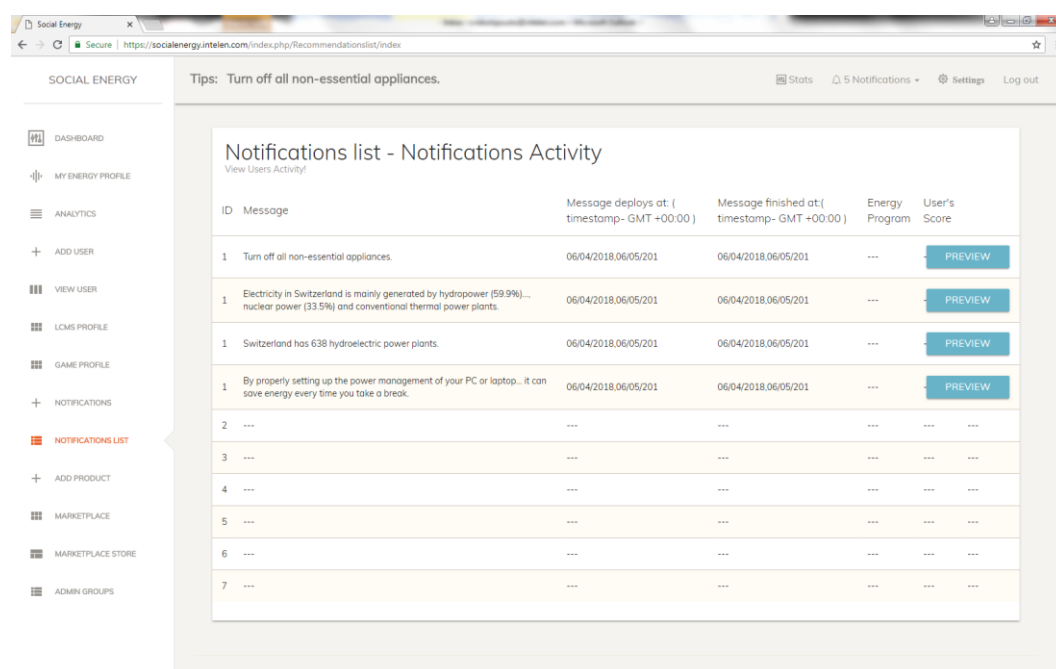 Social Energy
Secure | https://socialenergy.intelen.com/index.php/Recommendationslist/index
SOCIAL ENERGY
Tips: Turn off all non-essential appliances.
Stats
5 Notifications
Settings
Log out
DASHBOARD
MY ENERGY PROFILE
ANALYTICS
ADD USER
VIEW USER
LCMS PROFILE
GAME PROFILE
NOTIFICATIONS
NOTIFICATIONS LIST
ADD PRODUCT
MARKETPLACE
MARKETPLACE STORE
ADMIN GROUPS
Notifications list - Notifications Activity
View Users Activity!
ID Message Message deploys at: ( timestamp- GMT +00:00 ) Message finished at:( timestamp- GMT +00:00 ) Energy Program User's Score
1 Turn off all non-essential appliances. 06/04/2018,06/05/201 06/04/2018,06/05/201 --- - PREVIEW
1 Electricity in Switzerland is mainly generated by hydropower (59.9%)...,
nuclear power (33.5%) and conventional thermal power plants. 06/04/2018,06/05/201 06/04/2018,06/05/201 --- - PREVIEW
1 Switzerland has 638 hydroelectric power plants. 06/04/2018,06/05/201 06/04/2018,06/05/201 --- - PREVIEW
1 By properly setting up the power management of your PC or laptop... it can
save energy every time you take a break. 06/04/2018,06/05/201 06/04/2018,06/05/201 --- - PREVIEW
2 --- --- --- --- --- ---
3 --- --- --- --- --- ---
4 --- --- --- --- --- ---
5 --- --- --- --- --- ---
6 --- --- --- --- --- ---
7 --- --- --- --- --- ---